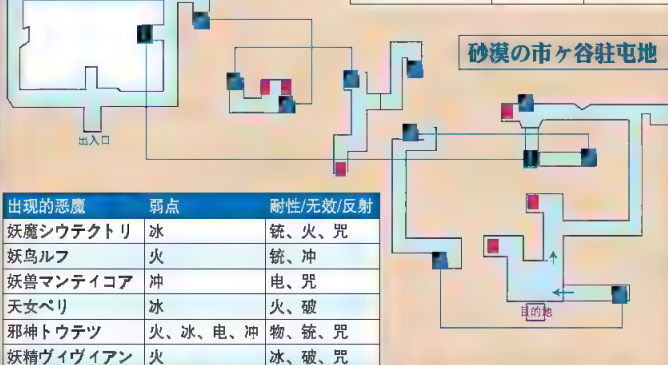 砂漠の市ヶ谷駐屯地
出入口
出现的恶魔 弱点 耐性/无效/反射
妖魔シウテクトリ 冰 铳、火、咒
妖鸟ルフ 火 铳、冲
妖兽マンティコア 冲 电、咒
天女ペリ 冰 火、破
邪神トウテツ 火、冰、电、冲 物、铳、咒
妖精ヴィヴィアン 火 冰、破、咒
目的地